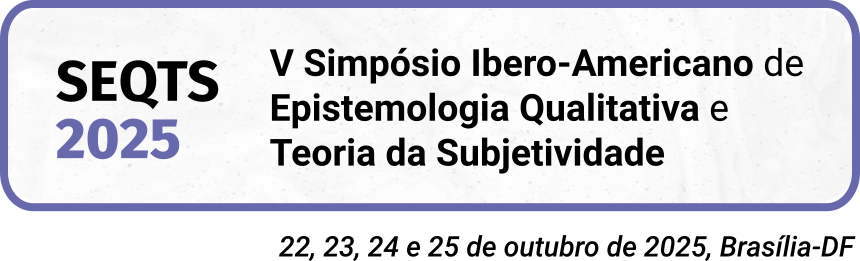 SEQTS
2025
V Simpósio Ibero-Americano de
Epistemologia Qualitativa e
Teoria da Subjetividade
22, 23, 24 e 25 de outubro de 2025, Brasília-DF